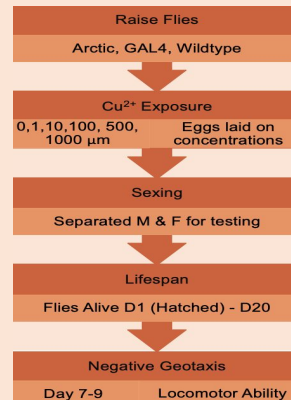 Raise Flies
Arctic, GAL4, Wildtype
Cu²⁺ Exposure
0,1,10,100, 500,
1000 µm
Eggs laid on
concentrations
Sexing
Separated M & F for testing
Lifespan
Flies Alive D1 (Hatched) - D20
Negative Geotaxis
Day 7-9
Locomotor Ability